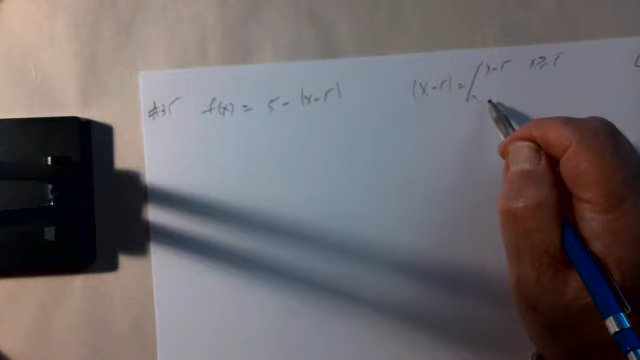 #35 f(x) = 5 - |x-5| |x-5| = { x-5 x≥5